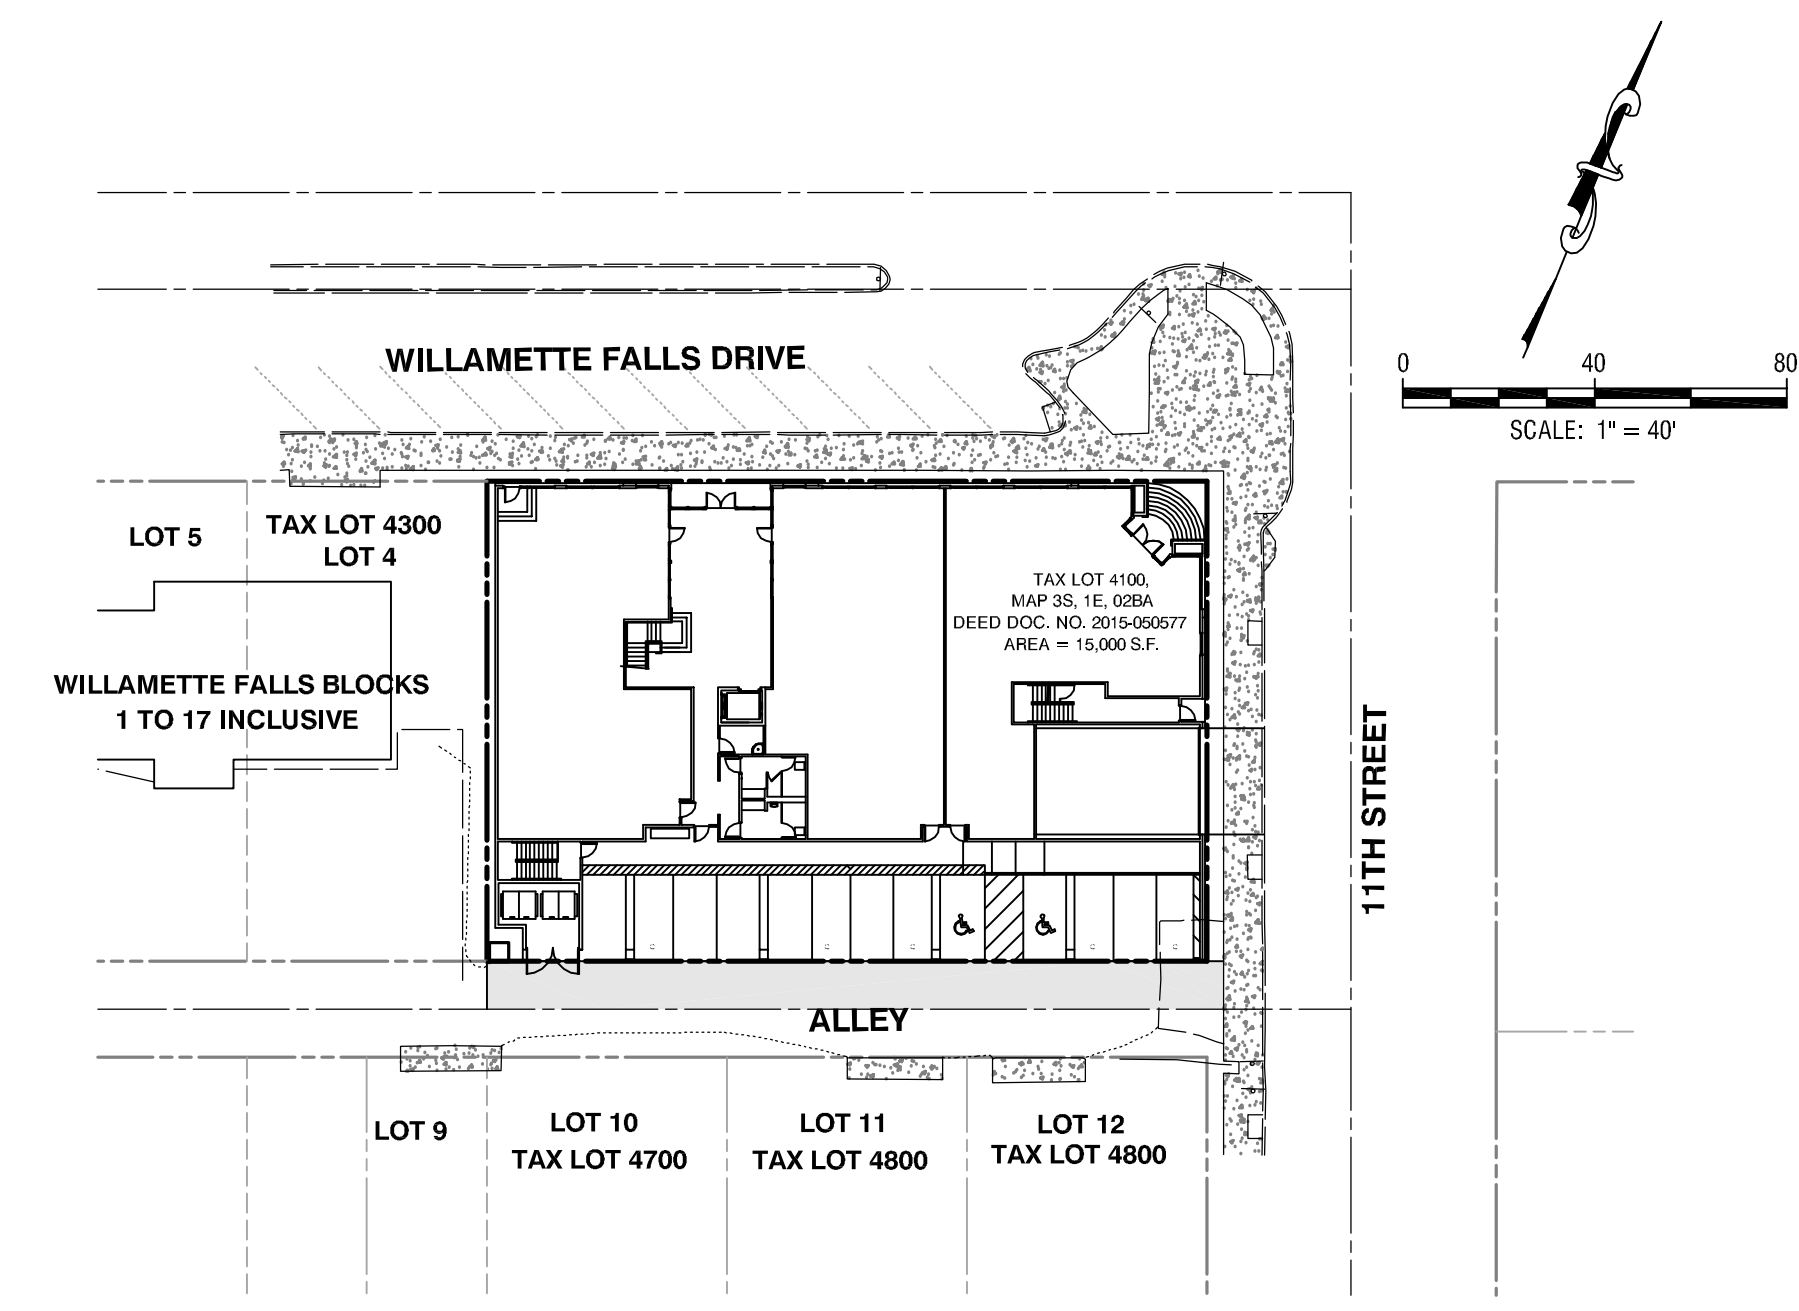 0 40 80
SCALE: 1" = 40'
WILLAMETTE FALLS DRIVE
LOT 5
TAX LOT 4300
LOT 4
TAX LOT 4100,
MAP 3S, 1E, 02BA
DEED DOC. NO. 2015-050577
AREA = 15,000 S.F.
WILLAMETTE FALLS BLOCKS
1 TO 17 INCLUSIVE
11TH STREET
ALLEY
LOT 9
LOT 10
TAX LOT 4700
LOT 11
TAX LOT 4800
LOT 12
TAX LOT 4800